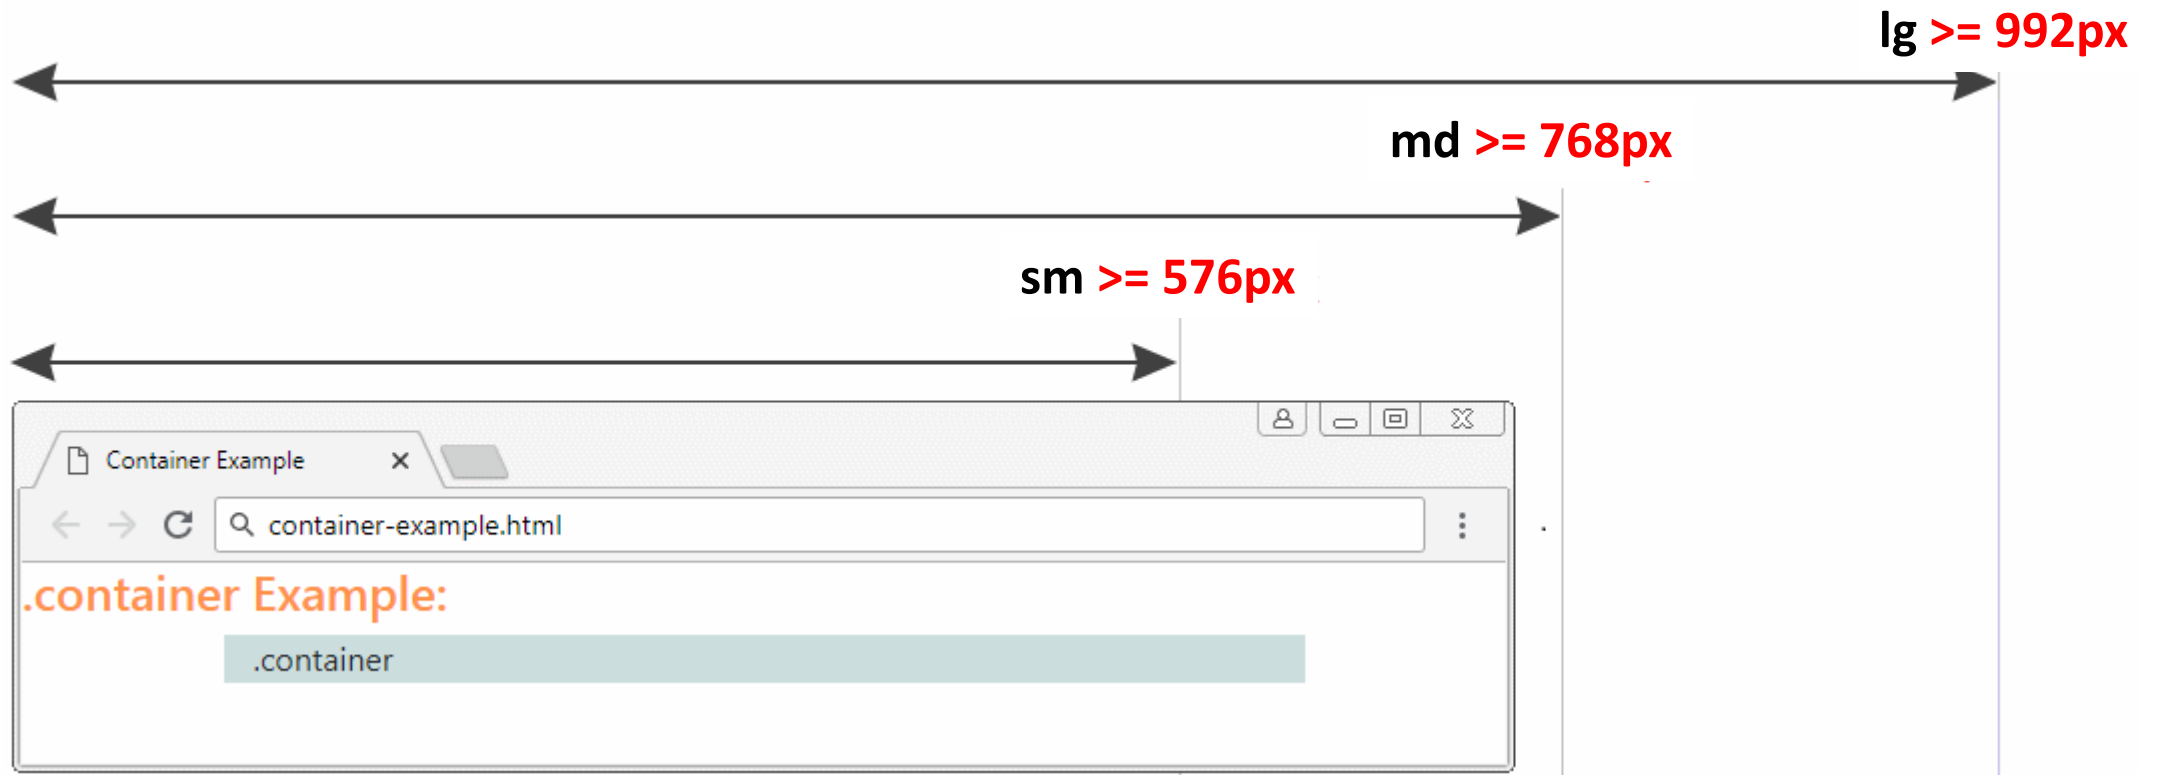 lg >= 992px
md >= 768px
sm >= 576px
Container Example
container-example.html
.container Example:
.container